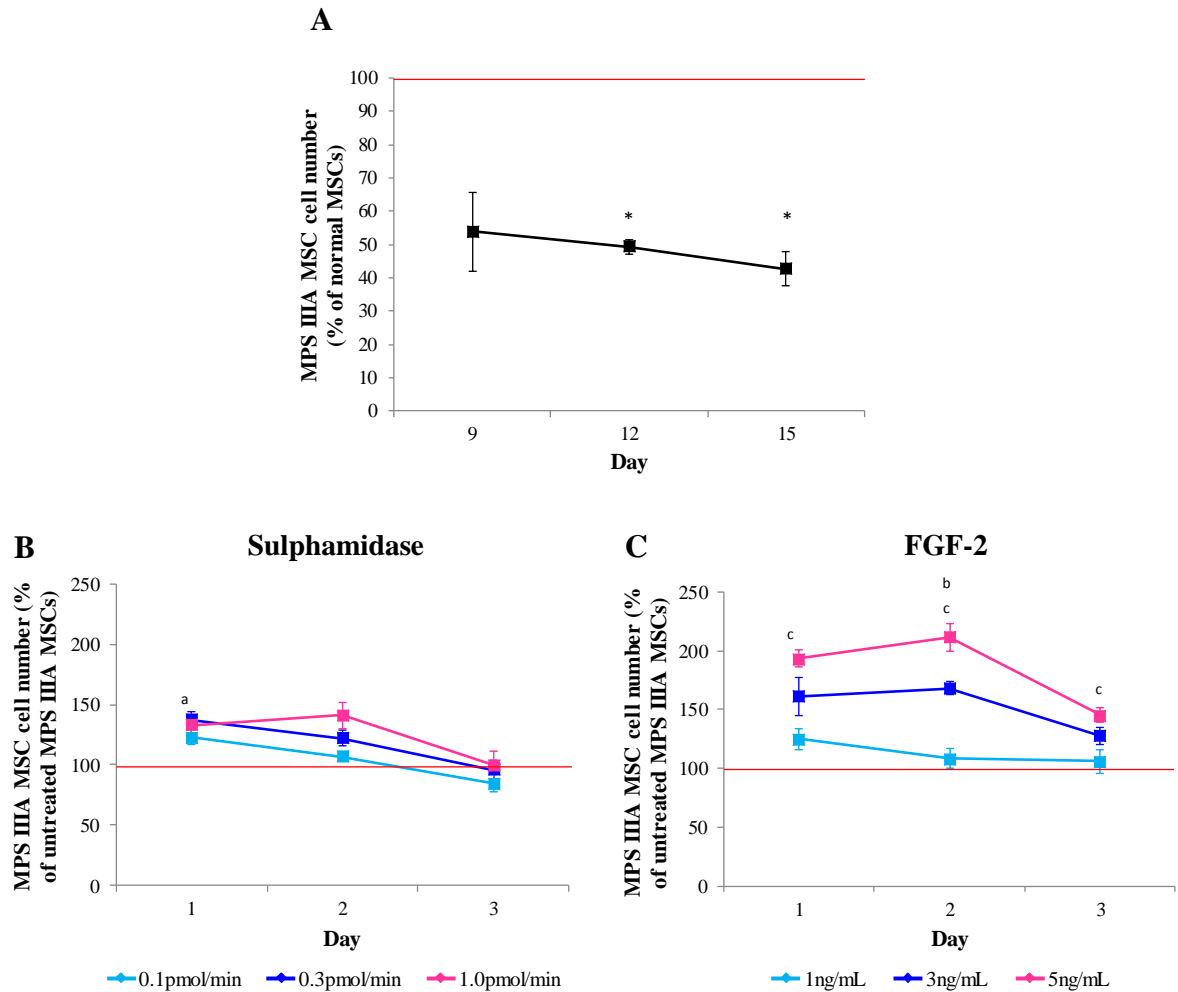 A
MPS IIIA MSC cell number
(% of normal MSCs)
100
90
80
70
60
50
40
30
20
10
0
*
*
9 12 15
Day
B
Sulphamidase
MPS IIIA MSC cell number (%
of untreated MPS IIIA MSCs)
250
200
150
100
50
0
a
1 2 3
Day
0.1pmol/min 0.3pmol/min 1.0pmol/min
C
FGF-2
MPS IIIA MSC cell number (%
of untreated MPS IIIA MSCs)
250
200
150
100
50
0
c
b
c
c
1 2 3
Day
1ng/mL 3ng/mL 5ng/mL